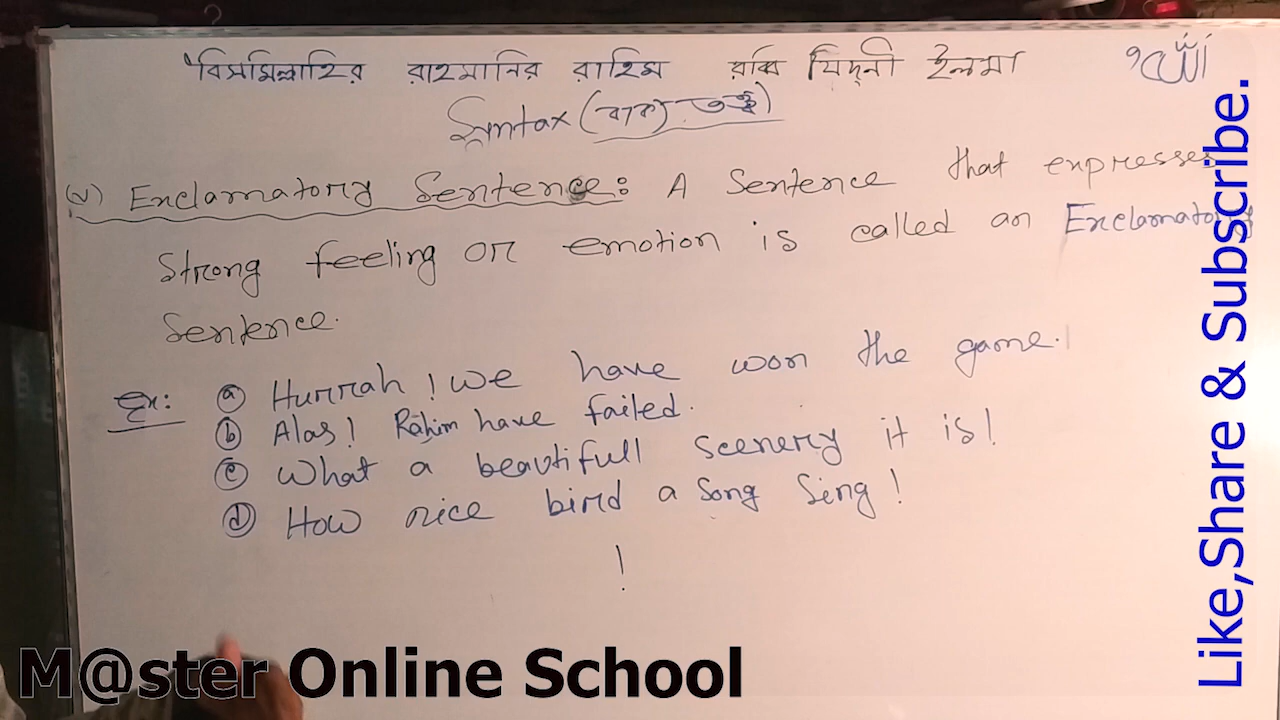 বিসমিল্লাহির রাহমানির রাহিম রব্বি যিদ্নী ইলমা الله
Syntax (বাক্য তত্ত্ব)
(v) Exclamatory Sentence: A Sentence that expresses
Strong feeling or emotion is called an Exclamatory
Sentence.
Ex: a Hurrah! we have won the game.
b Alas! Rahim have failed.
c What a beautifull scenery it is!
d How nice bird a song sing!
!
M@ster Online School
Like,Share & Subscribe.